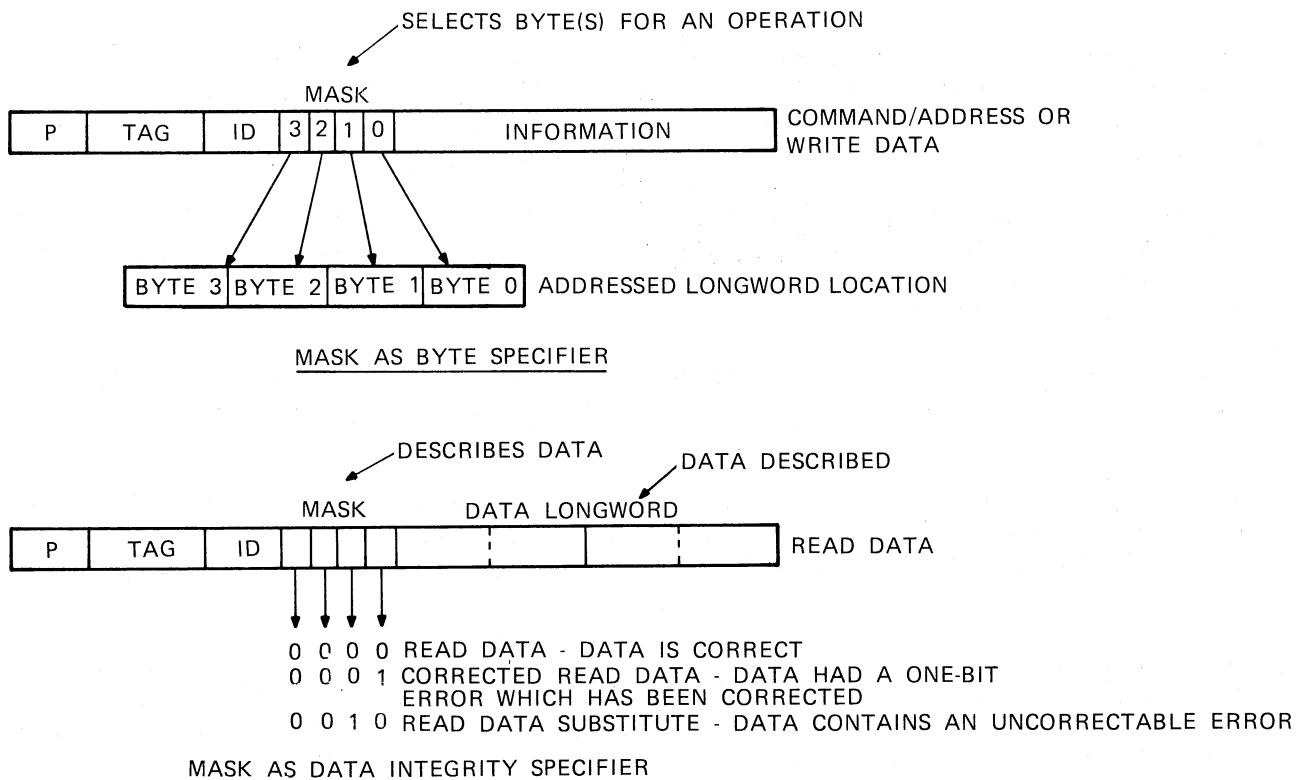 SELECTS BYTE(S) FOR AN OPERATION
MASK
P TAG ID 3 2 1 0 INFORMATION
COMMAND/ADDRESS OR
WRITE DATA
BYTE 3 BYTE 2 BYTE 1 BYTE 0 ADDRESSED LONGWORD LOCATION
MASK AS BYTE SPECIFIER
DESCRIBES DATA
DATA DESCRIBED
MASK DATA LONGWORD
P TAG ID READ DATA
0 0 0 0 READ DATA - DATA IS CORRECT
0 0 0 1 CORRECTED READ DATA - DATA HAD A ONE-BIT
ERROR WHICH HAS BEEN CORRECTED
0 0 1 0 READ DATA SUBSTITUTE - DATA CONTAINS AN UNCORRECTABLE ERROR
MASK AS DATA INTEGRITY SPECIFIER